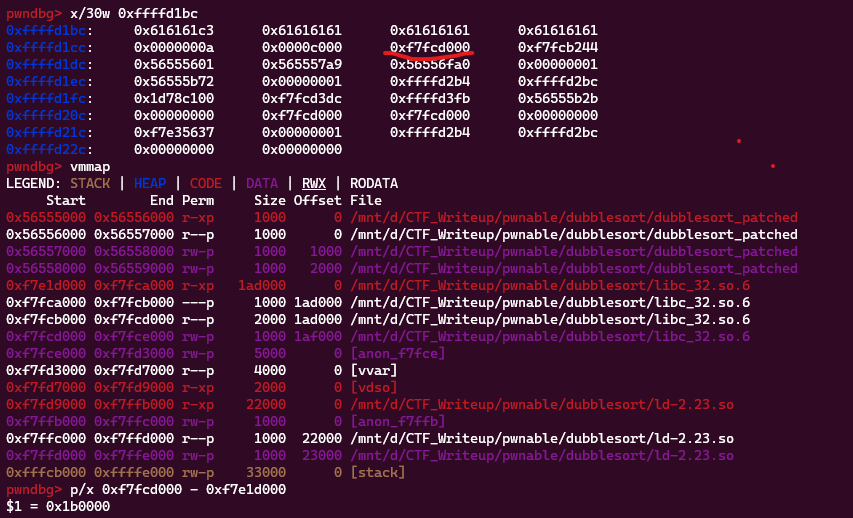 pwndbg> x/30w 0xffffd1bc
0xffffd1bc: 0x616161c3 0x61616161 0x61616161 0x61616161
0xffffd1cc: 0x0000000a 0x0000c000 0xf7fcd000 0xf7fcb244
0xffffd1dc: 0x56555601 0x565557a9 0x56556fa0 0x00000001
0xffffd1ec: 0x56555b72 0x00000001 0xffffd2b4 0xffffd2bc
0xffffd1fc: 0x1d78c100 0xf7fcd3dc 0xffffd3fb 0x56555b2b
0xffffd20c: 0x00000000 0xf7fcd000 0xf7fcd000 0x00000000
0xffffd21c: 0xf7e35637 0x00000001 0xffffd2b4 0xffffd2bc
0xffffd22c: 0x00000000 0x00000000
pwndbg> vmmap
LEGEND: STACK | HEAP | CODE | DATA | RWX | RODATA
Start End Perm Size Offset File
0x56555000 0x56556000 r-xp 1000 0 /mnt/d/CTF_Writeup/pwnable/dubblesort/dubblesort_patched
0x56556000 0x56557000 r--p 1000 0 /mnt/d/CTF_Writeup/pwnable/dubblesort/dubblesort_patched
0x56557000 0x56558000 rw-p 1000 1000 /mnt/d/CTF_Writeup/pwnable/dubblesort/dubblesort_patched
0x56558000 0x56559000 rw-p 1000 2000 /mnt/d/CTF_Writeup/pwnable/dubblesort/dubblesort_patched
0xf7e1d000 0xf7fca000 r-xp 1ad000 0 /mnt/d/CTF_Writeup/pwnable/dubblesort/libc_32.so.6
0xf7fca000 0xf7fcb000 ---p 1000 1ad000 /mnt/d/CTF_Writeup/pwnable/dubblesort/libc_32.so.6
0xf7fcb000 0xf7fcd000 r--p 2000 1ad000 /mnt/d/CTF_Writeup/pwnable/dubblesort/libc_32.so.6
0xf7fcd000 0xf7fce000 rw-p 1000 1af000 /mnt/d/CTF_Writeup/pwnable/dubblesort/libc_32.so.6
0xf7fce000 0xf7fd3000 rw-p 5000 0 [anon_f7fce]
0xf7fd3000 0xf7fd7000 r--p 4000 0 [vvar]
0xf7fd7000 0xf7fd9000 r-xp 2000 0 [vdso]
0xf7fd9000 0xf7ffb000 r-xp 22000 0 /mnt/d/CTF_Writeup/pwnable/dubblesort/ld-2.23.so
0xf7ffb000 0xf7ffc000 rw-p 1000 0 [anon_f7ffb]
0xf7ffc000 0xf7ffd000 r--p 1000 22000 /mnt/d/CTF_Writeup/pwnable/dubblesort/ld-2.23.so
0xf7ffd000 0xf7ffe000 rw-p 1000 23000 /mnt/d/CTF_Writeup/pwnable/dubblesort/ld-2.23.so
0xfffcb000 0xffffe000 rw-p 33000 0 [stack]
pwndbg> p/x 0xf7fcd000 - 0xf7e1d000
$1 = 0x1b0000